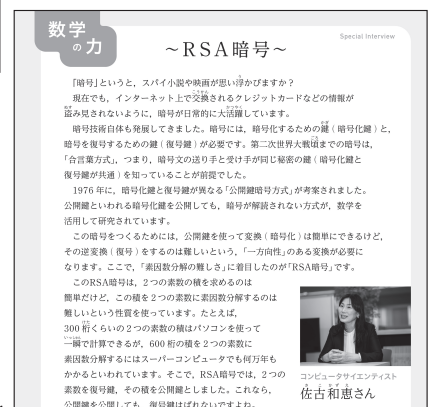 数学
の力
Special Interview
～RSA暗号～
「暗号」というと，スパイ小説や映画が思い浮かびますか？
現在でも，インターネット上で交換されるクレジットカードなどの情報が
盗み見されないように，暗号が日常的に大活躍しています。
暗号技術自体も発展してきました。暗号には，暗号化するための鍵（暗号化鍵）と，
暗号を復号するための鍵（復号鍵）が必要です。第二次世界大戦頃までの暗号は，
「合言葉方式」，つまり，暗号文の送り手と受け手が同じ秘密の鍵（暗号化鍵と
復号鍵が共通）を知っていることが前提でした。
1976年に，暗号化鍵と復号鍵が異なる「公開鍵暗号方式」が考案されました。
公開鍵といわれる暗号化鍵を公開しても，暗号が解読されない方式が，数学を
活用して研究されています。
この暗号をつくるためには，公開鍵を使って変換（暗号化）は簡単にできるけど，
その逆変換（復号）をするのは難しいという，「一方向性」のある変換が必要に
なります。ここで，「素因数分解の難しさ」に着目したのが「RSA暗号」です。
このRSA暗号は，2つの素数の積を求めるのは
簡単だけど，この積を2つの素数に素因数分解するのは
難しいという性質を使っています。たとえば，
300桁くらいの2つの素数の積はパソコンを使って
一瞬で計算できるが，600桁の積を2つの素数に
素因数分解するにはスーパーコンピュータでも何万年も
かかるといわれています。そこで，RSA暗号では，2つの
素数を復号鍵，その積を公開鍵としました。これなら，
公開鍵を公開しても，復号鍵はばれないですよね。
コンピュータサイエンティスト
佐古和恵さん